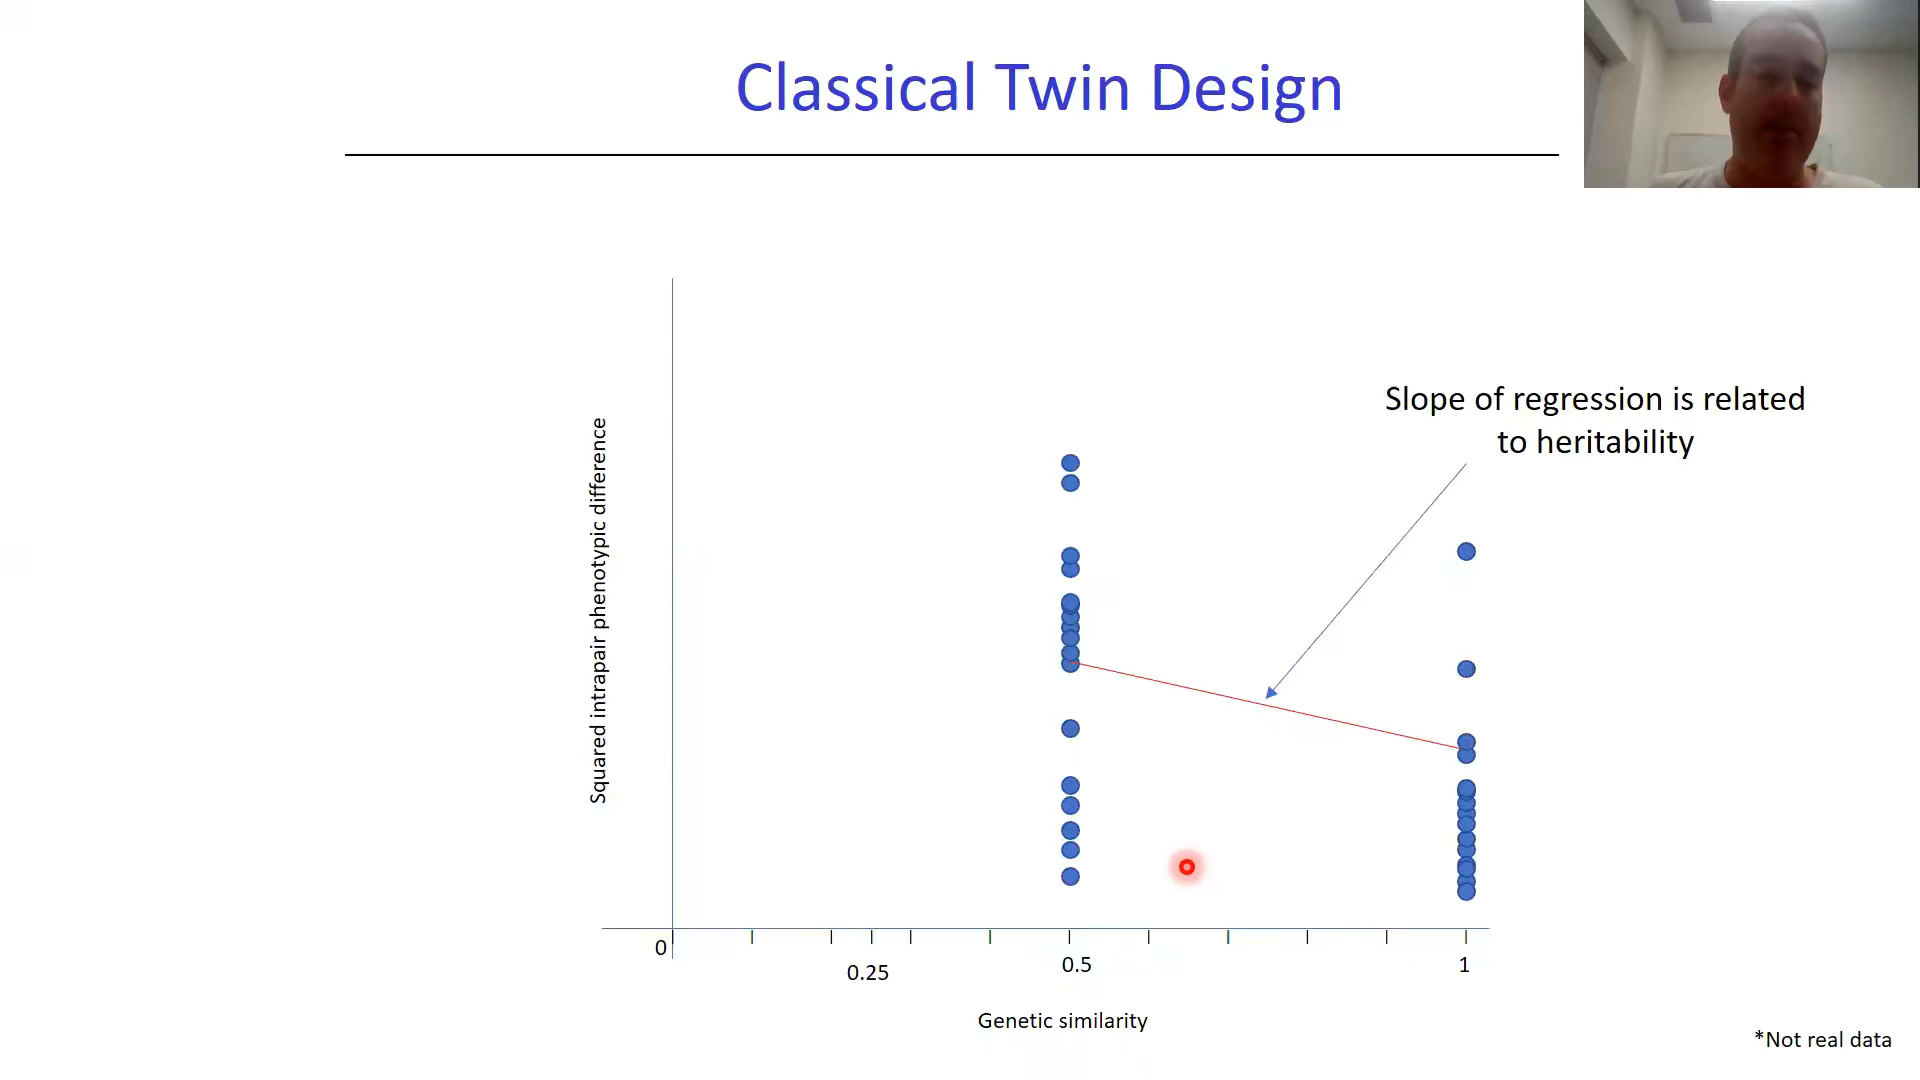 Classical Twin Design
Slope of regression is related
to heritability
Squared intrapair phenotypic difference
0
0.25
0.5
1
Genetic similarity
*Not real data